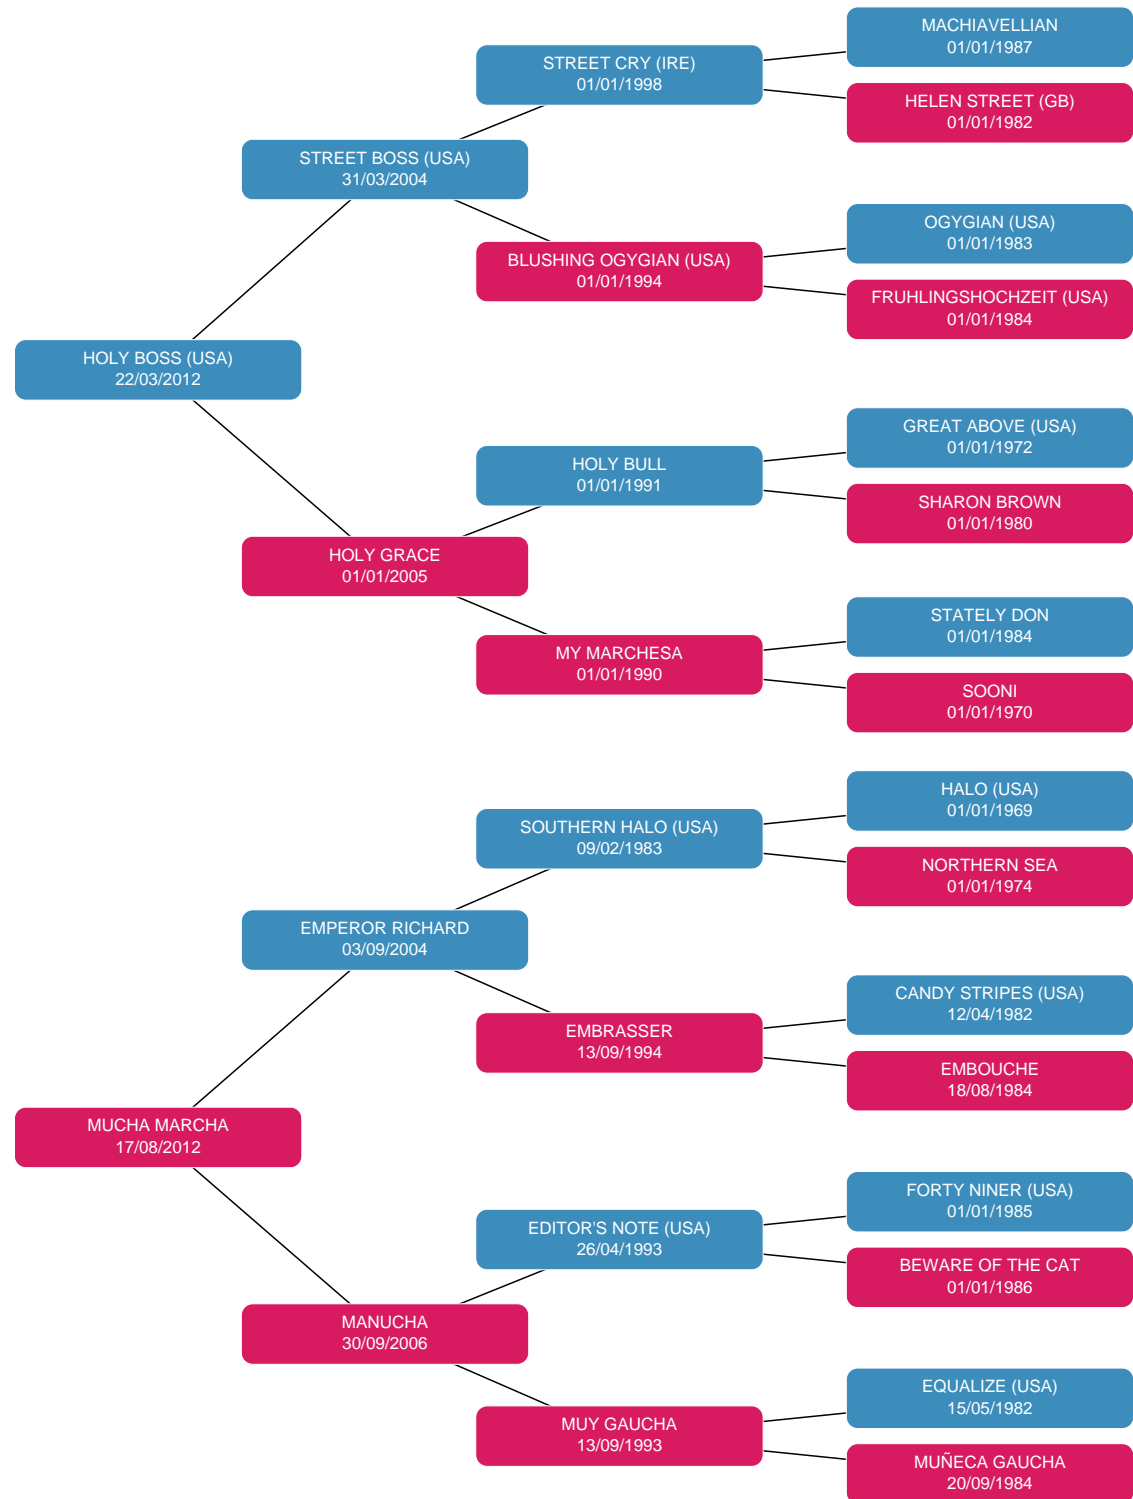 MACHIAVELLIAN
01/01/1987
STREET CRY (IRE)
01/01/1998
HELEN STREET (GB)
01/01/1982
STREET BOSS (USA)
31/03/2004
OGYGIAN (USA)
01/01/1983
BLUSHING OGYGIAN (USA)
01/01/1994
FRUHLINGSHOCHZEIT (USA)
01/01/1984
HOLY BOSS (USA)
22/03/2012
GREAT ABOVE (USA)
01/01/1972
HOLY BULL
01/01/1991
SHARON BROWN
01/01/1980
HOLY GRACE
01/01/2005
STATELY DON
01/01/1984
MY MARCHESA
01/01/1990
SOONI
01/01/1970
HALO (USA)
01/01/1969
SOUTHERN HALO (USA)
09/02/1983
NORTHERN SEA
01/01/1974
EMPEROR RICHARD
03/09/2004
CANDY STRIPES (USA)
12/04/1982
EMBRASSER
13/09/1994
EMBOUCHE
18/08/1984
MUCHA MARCHA
17/08/2012
FORTY NINER (USA)
01/01/1985
EDITOR'S NOTE (USA)
26/04/1993
BEWARE OF THE CAT
01/01/1986
MANUCHA
30/09/2006
EQUALIZE (USA)
15/05/1982
MUY GAUCHA
13/09/1993
MUÑECA GAUCHA
20/09/1984